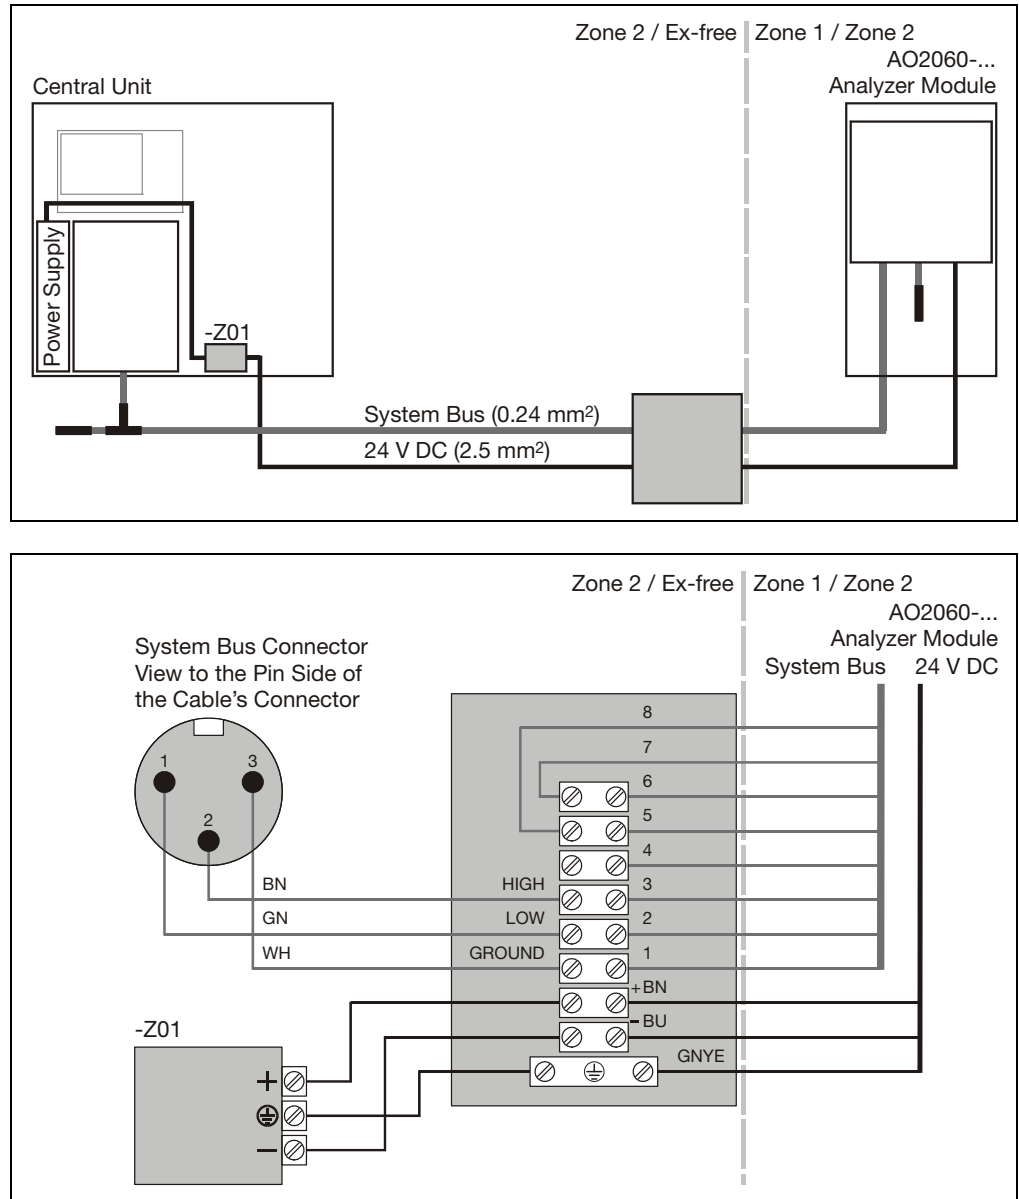 Zone 2 / Ex-free
Zone 1 / Zone 2
AO2060-...
Analyzer Module
Central Unit
Power Supply
-Z01
System Bus (0.24 mm²)
24 V DC (2.5 mm²)
Zone 2 / Ex-free
Zone 1 / Zone 2
AO2060-...
Analyzer Module
System Bus
24 V DC
System Bus Connector
View to the Pin Side of
the Cable's Connector
1
3
2
8
7
6
5
4
BN
HIGH
3
GN
LOW
2
WH
GROUND
1
+BN
-BU
GNYE
-Z01
+
−